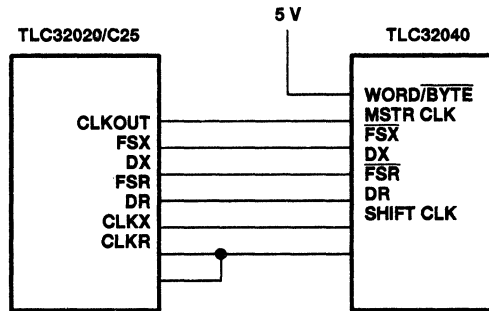 5 V
TLC32020/C25
TLC32040
WORD/BYTE
CLKOUT
MSTR CLK
FSX
FSX
DX
DX
FSR
FSR
DR
DR
CLKX
SHIFT CLK
CLKR